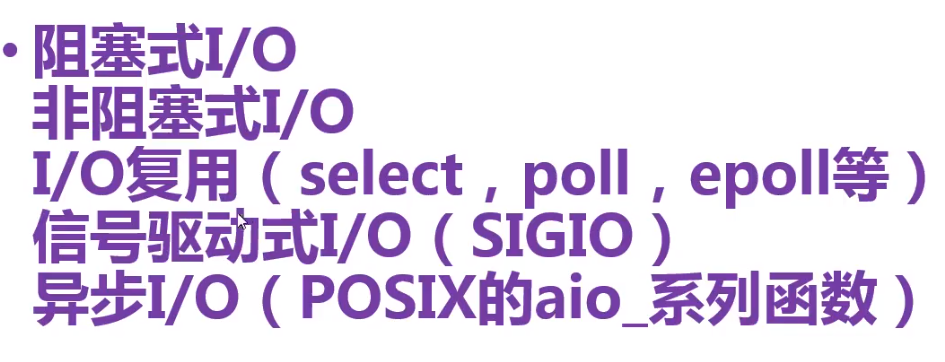 • 阻塞式I/O
非阻塞式I/O
I/O复用（select，poll，epoll等）
信号驱动式I/O（SIGIO）
异步I/O（POSIX的aio_系列函数）